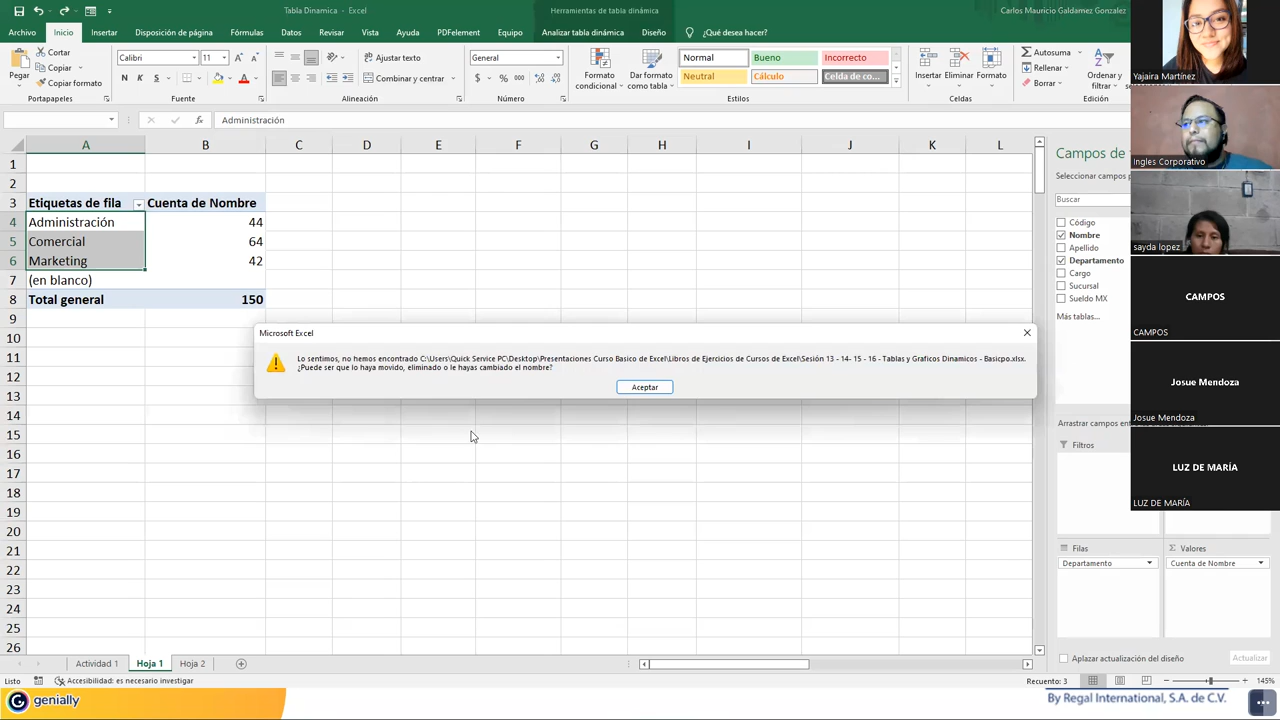 Tabla Dinamica - Excel
Herramientas de tabla dinámica
Carlos Mauricio Galdamez Gonzalez
Archivo Inicio Insertar Disposición de página Fórmulas Datos Revisar Vista Ayuda PDFelement Analizar tabla dinámica Diseño ¿Qué desea hacer?
Cortar
Copiar
Copiar formato
Portapapeles
Calibri 11
N K S
Fuente
Ajustar texto
Combinar y centrar
Alineación
General
Número
Formato condicional
Dar formato como tabla
Normal Bueno Incorrecto
Neutral Cálculo Celda de co...
Estilos
Insertar Eliminar Formato
Celdas
Autosuma
Rellenar
Borrar
Ordenar y filtrar
Edición
fx Administración
A B C D E F G H I J K L
1
2
3 Etiquetas de fila Cuenta de Nombre
4 Administración 44
5 Comercial 64
6 Marketing 42
7 (en blanco)
8 Total general 150
9
10
11
12
13
14
15
16
17
18
19
20
21
22
23
24
25
26
Microsoft Excel
Lo sentimos, no hemos encontrado C:\Users\Quick Service PC\Desktop\Presentaciones Curso Basico de Excel\Libros de Ejercicios de Cursos de Excel\Sesión 13 - 14- 15 - 16 - Tablas y Graficos Dinamicos - Basicpo.xlsx.
¿Puede ser que lo haya movido, eliminado o le hayas cambiado el nombre?
Aceptar
Campos de
Seleccionar campos
Buscar
Código
Nombre
Apellido
Departamento
Cargo
Sucursal
Sueldo MX
Más tablas...
Arrastrar campos en
Filtros
Filas
Departamento
Valores
Cuenta de Nombre
Aplazar actualización del diseño
Actualizar
Yajaira Martínez
Ingles Corporativo
sayda lopez
CAMPOS
CAMPOS
Josue Mendoza
Josue Mendoza
LUZ DE MARÍA
LUZ DE MARÍA
Actividad 1 Hoja 1 Hoja 2
Listo Accesibilidad: es necesario investigar
Recuento: 3
145%
genially
By Regal International, S.A. de C.V.